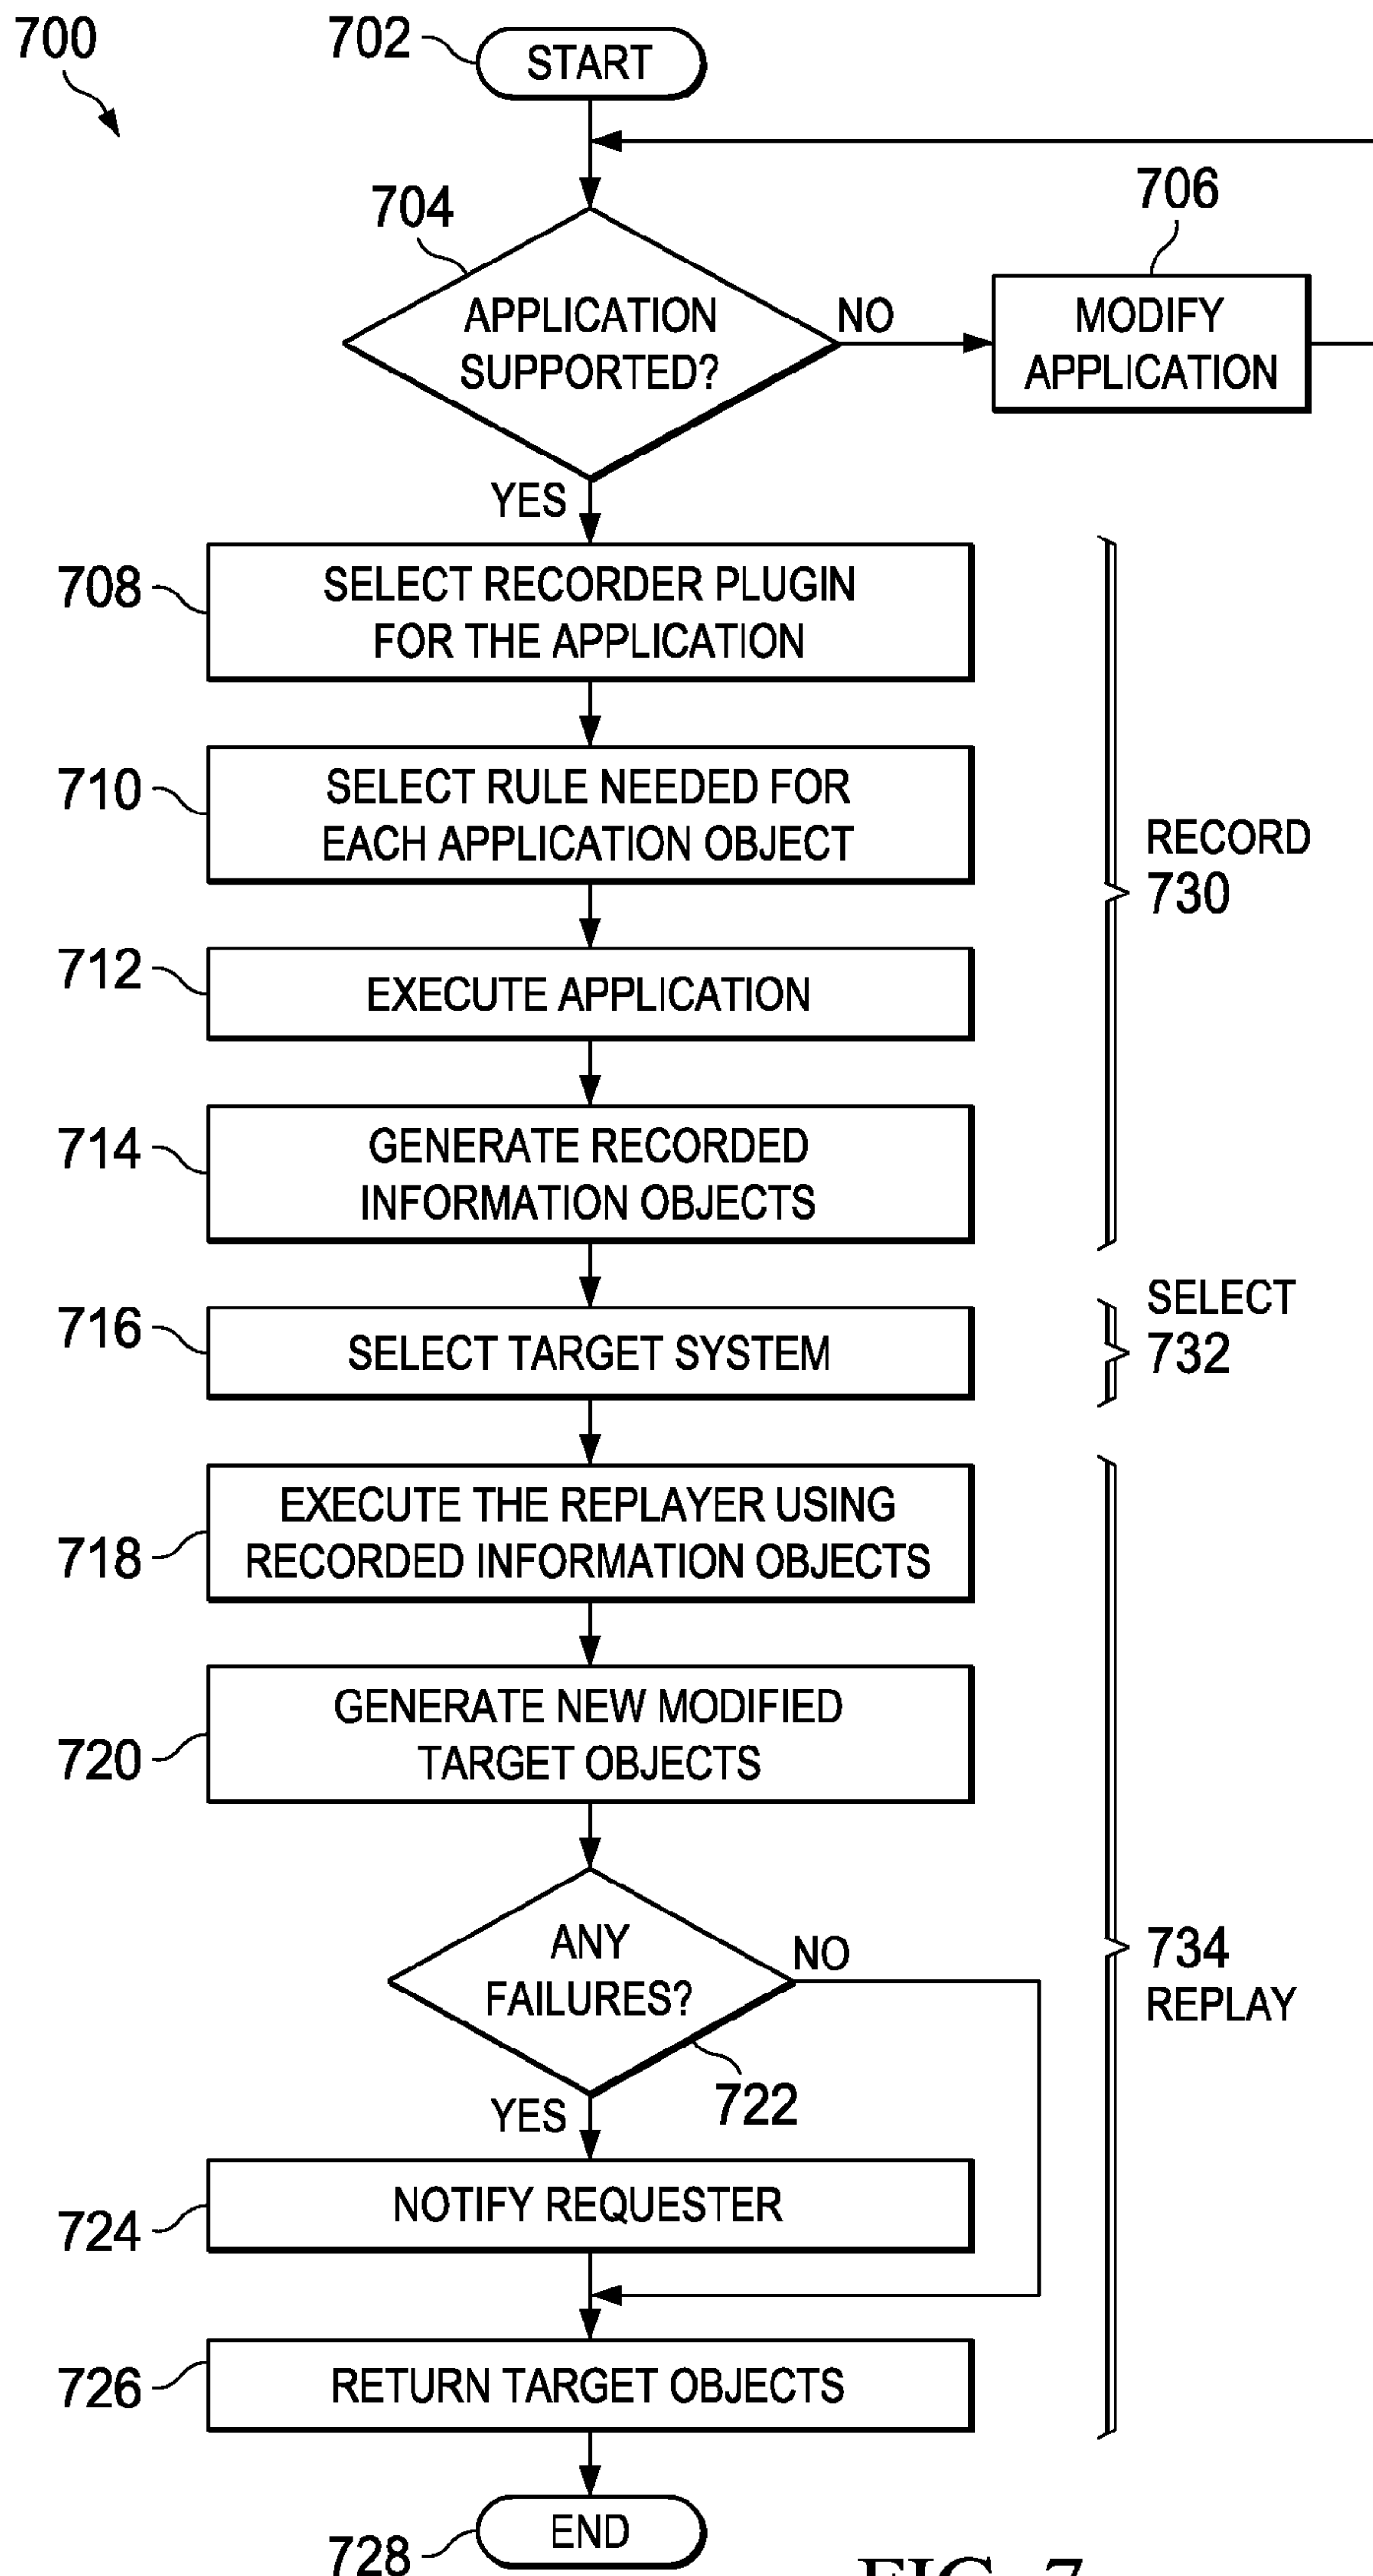 700
702
START
704
706
APPLICATION
SUPPORTED?
NO
MODIFY
APPLICATION
YES
708
SELECT RECORDER PLUGIN
FOR THE APPLICATION
710
SELECT RULE NEEDED FOR
EACH APPLICATION OBJECT
RECORD
730
712
EXECUTE APPLICATION
714
GENERATE RECORDED
INFORMATION OBJECTS
716
SELECT TARGET SYSTEM
SELECT
732
718
EXECUTE THE REPLAYER USING
RECORDED INFORMATION OBJECTS
720
GENERATE NEW MODIFIED
TARGET OBJECTS
ANY
FAILURES?
NO
734
REPLAY
722
YES
724
NOTIFY REQUESTER
726
RETURN TARGET OBJECTS
728
END
FIG. 7